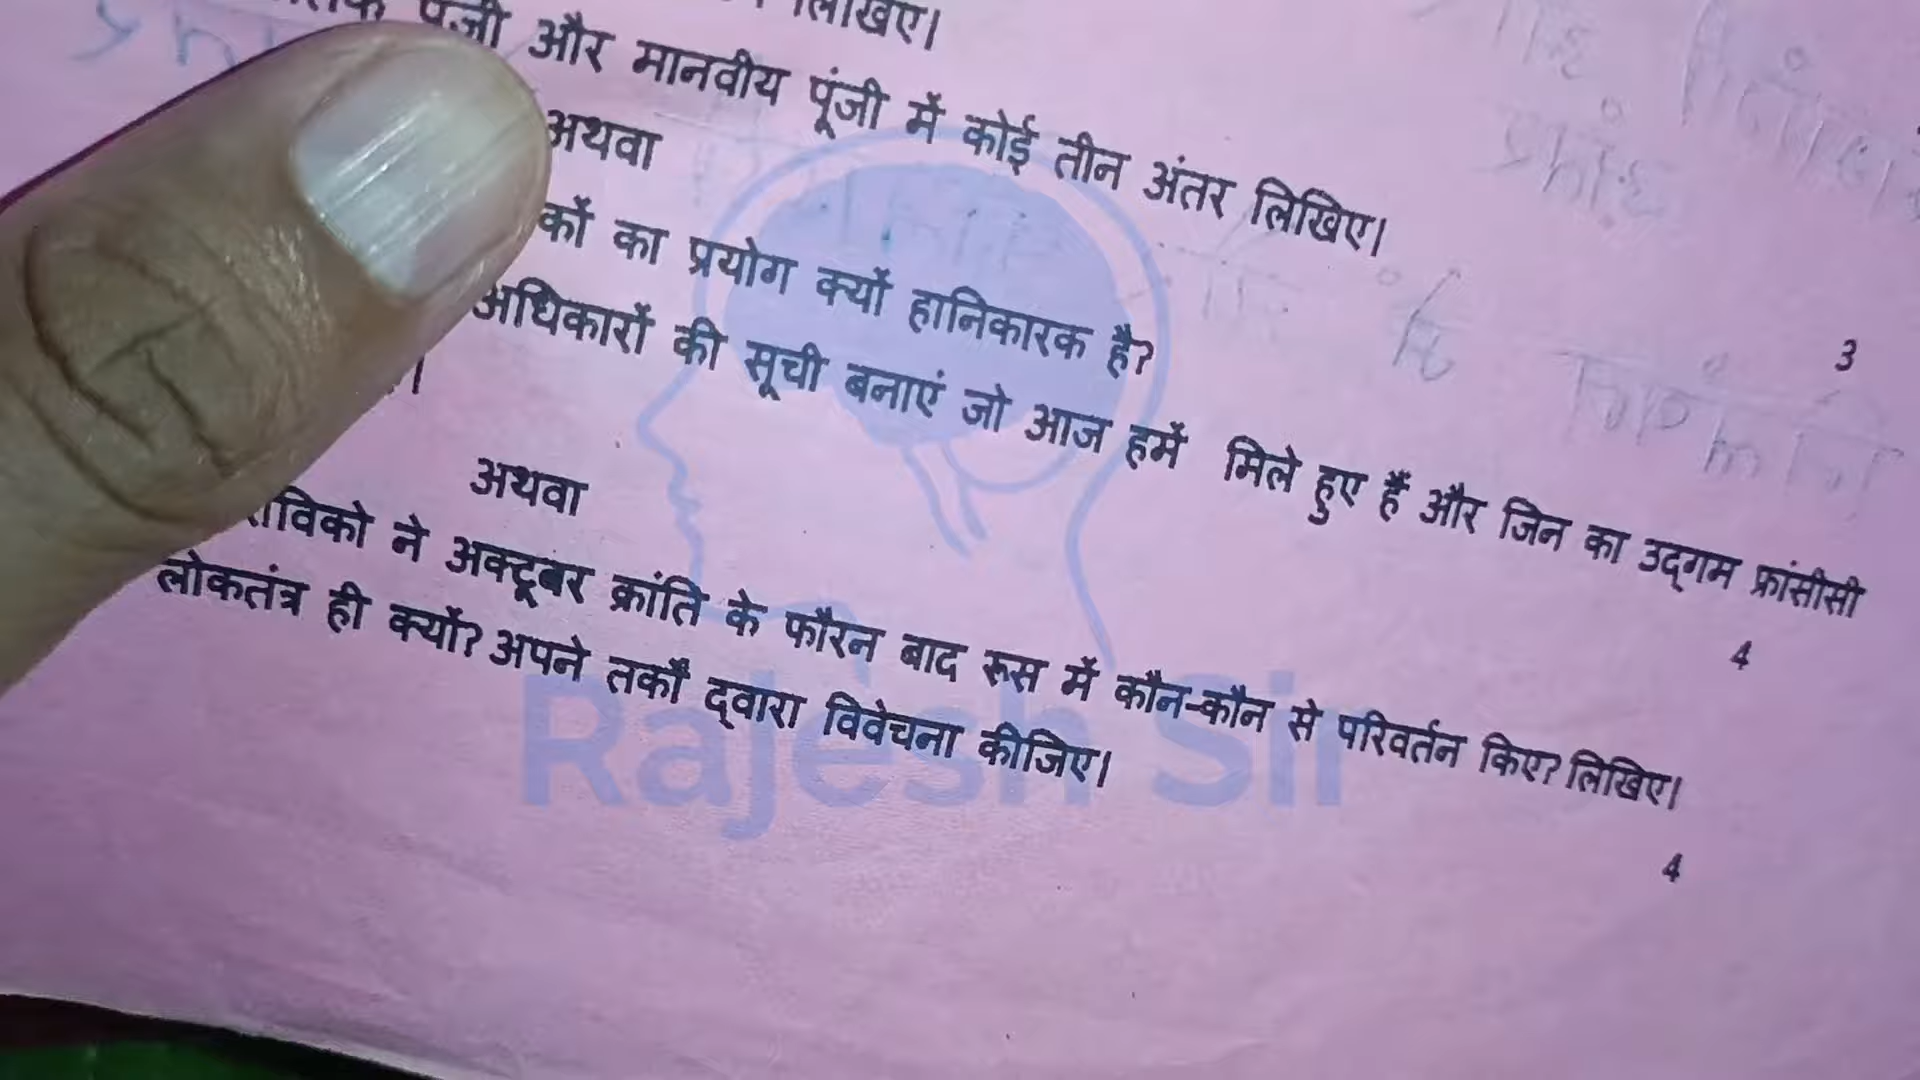 लिखिए।
पूंजी और मानवीय पूंजी में कोई तीन अंतर लिखिए।
अथवा
का प्रयोग क्यों हानिकारक है?
3
अधिकारों की सूची बनाएं जो आज हमें मिले हुए हैं और जिन का उद्गम फ्रांसीसी
4
अथवा
ने अक्टूबर क्रांति के फौरन बाद रूस में कौन-कौन से परिवर्तन किए? लिखिए।
लोकतंत्र ही क्यों? अपने तर्कों द्वारा विवेचना कीजिए।
4
Rajesh Sir